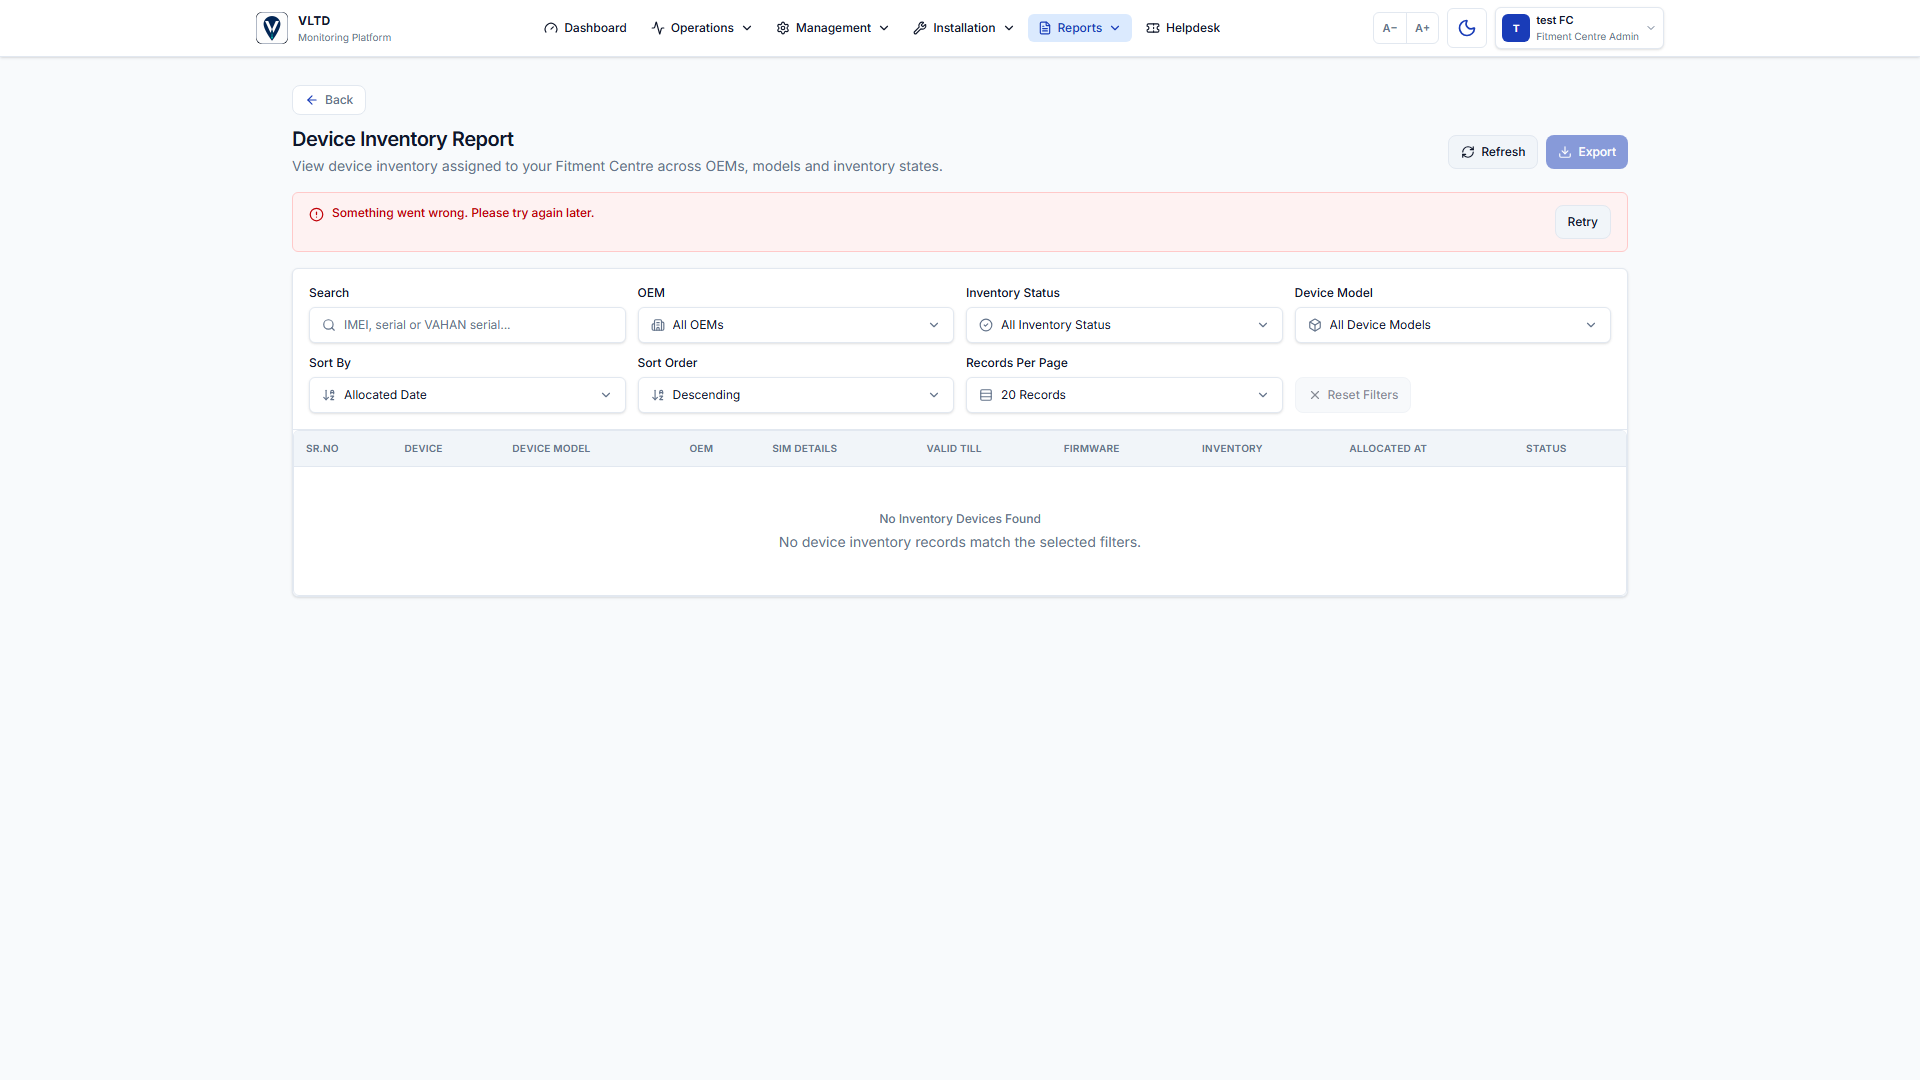 VLTD
Monitoring Platform
Dashboard
Operations
Management
Installation
Reports
Helpdesk
A−
A+
T
test FC
Fitment Centre Admin
Back
Device Inventory Report
View device inventory assigned to your Fitment Centre across OEMs, models and inventory states.
Refresh
Export
Something went wrong. Please try again later.
Retry
Search
OEM
Inventory Status
Device Model
IMEI, serial or VAHAN serial...
All OEMs
All Inventory Status
All Device Models
Sort By
Sort Order
Records Per Page
Allocated Date
Descending
20 Records
Reset Filters
SR.NO
DEVICE
DEVICE MODEL
OEM
SIM DETAILS
VALID TILL
FIRMWARE
INVENTORY
ALLOCATED AT
STATUS
No Inventory Devices Found
No device inventory records match the selected filters.